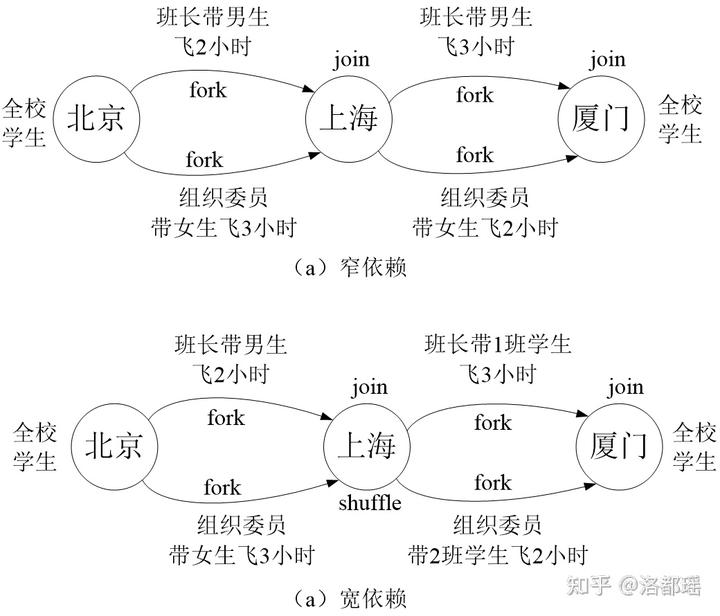 班长带男生
飞2小时
班长带男生
飞3小时
join
join
fork
fork
全校
学生
北京
上海
厦门
全校
学生
fork
fork
组织委员
带女生飞3小时
组织委员
带女生飞2小时
（a）窄依赖
班长带男生
飞2小时
班长带1班学生
飞3小时
join
join
fork
fork
全校
学生
北京
上海
厦门
全校
学生
fork
fork
shuffle
组织委员
带女生飞3小时
组织委员
带2班学生飞2小时
（a）宽依赖
知乎 @洛都瑶